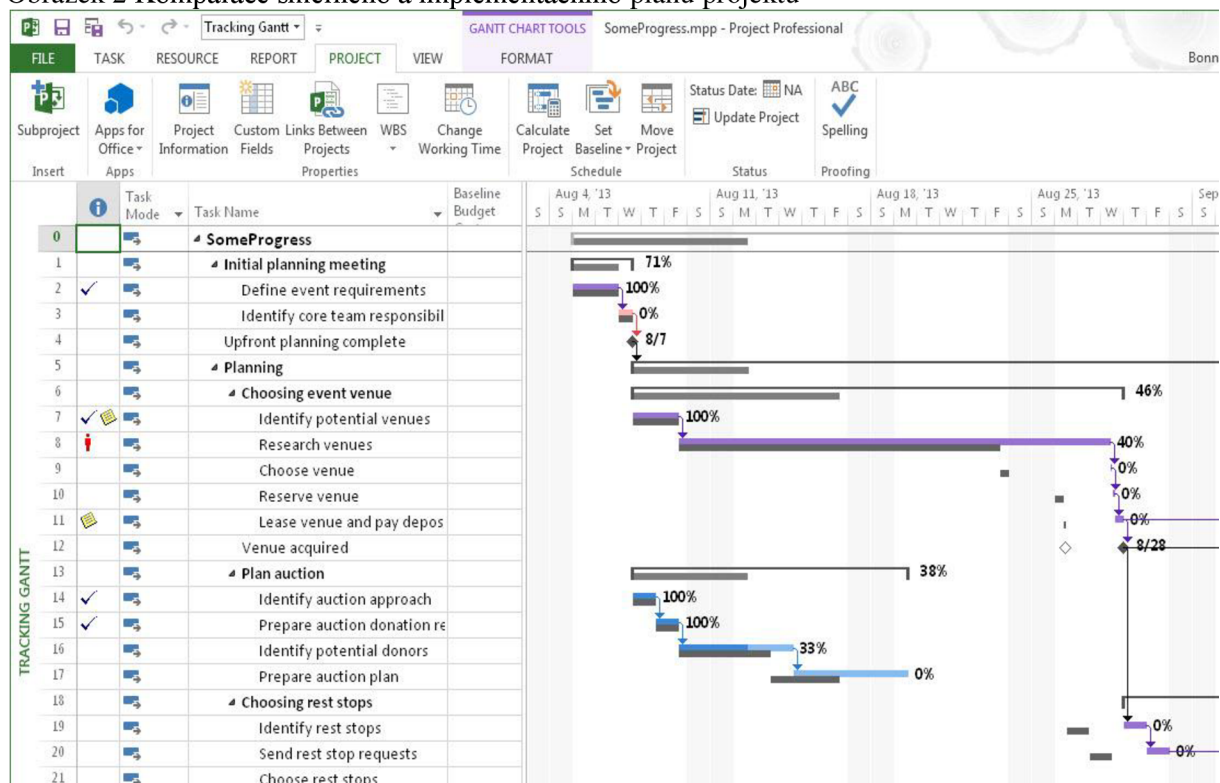 Obrázek 2 Komparace směrného a implementačního plánu projektu
Tracking Gantt
GANTT CHART TOOLS
SomeProgress.mpp - Project Professional
FILE TASK RESOURCE REPORT PROJECT VIEW FORMAT Bonn
Subproject
Apps for Office
Project Information
Custom Fields
Links Between Projects
WBS
Change Working Time
Calculate Project
Set Baseline
Move Project
Status Date: NA
Update Project
ABC
Spelling
Insert Apps Properties Schedule Status Proofing
Task Mode Task Name Baseline Budget
Aug 4, '13 Aug 11, '13 Aug 18, '13 Aug 25, '13 Sep
S S M T W T F S S M T W T F S S M T W T F S S M T W T F S S
0 SomeProgress
1 Initial planning meeting 71%
2 Define event requirements 100%
3 Identify core team responsibil 0%
4 Upfront planning complete 8/7
5 Planning
6 Choosing event venue 46%
7 Identify potential venues 100%
8 Research venues 40%
9 Choose venue 0%
10 Reserve venue 0%
11 Lease venue and pay depos 0%
12 Venue acquired 8/28
13 Plan auction 38%
14 Identify auction approach 100%
15 Prepare auction donation re 100%
16 Identify potential donors 33%
17 Prepare auction plan 0%
18 Choosing rest stops
19 Identify rest stops 0%
20 Send rest stop requests 0%
21 Choose rest stops
TRACKING GANTT